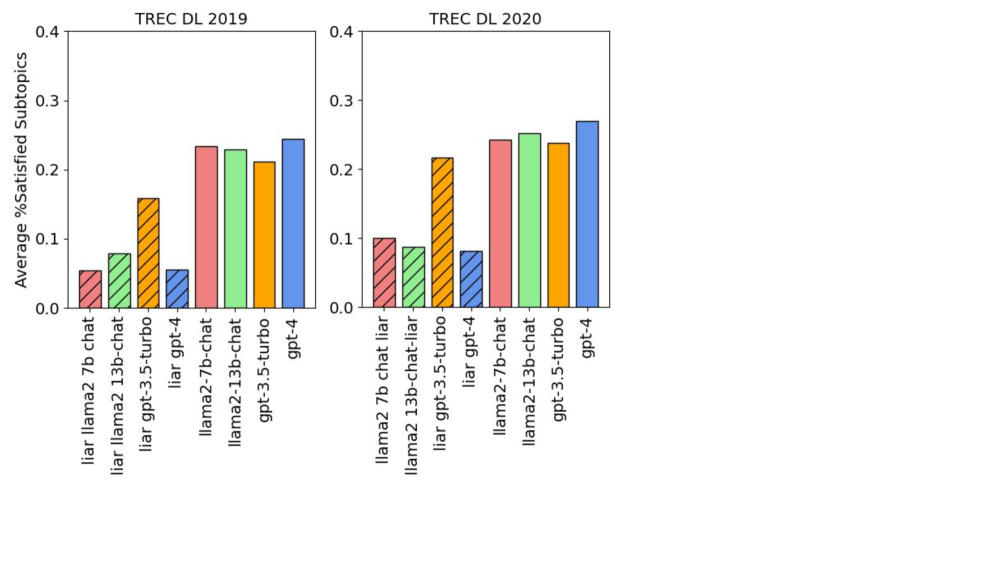 TREC DL 2019
Average %Satisfied Subtopics
0.4
0.3
0.2
0.1
0.0
liar llama2 7b chat
liar llama2 13b-chat
liar gpt-3.5-turbo
liar gpt-4
llama2-7b-chat
llama2-13b-chat
gpt-3.5-turbo
gpt-4
TREC DL 2020
0.4
0.3
0.2
0.1
0.0
llama2 7b chat liar
llama2 13b-chat-liar
liar gpt-3.5-turbo
liar gpt-4
llama2-7b-chat
llama2-13b-chat
gpt-3.5-turbo
gpt-4